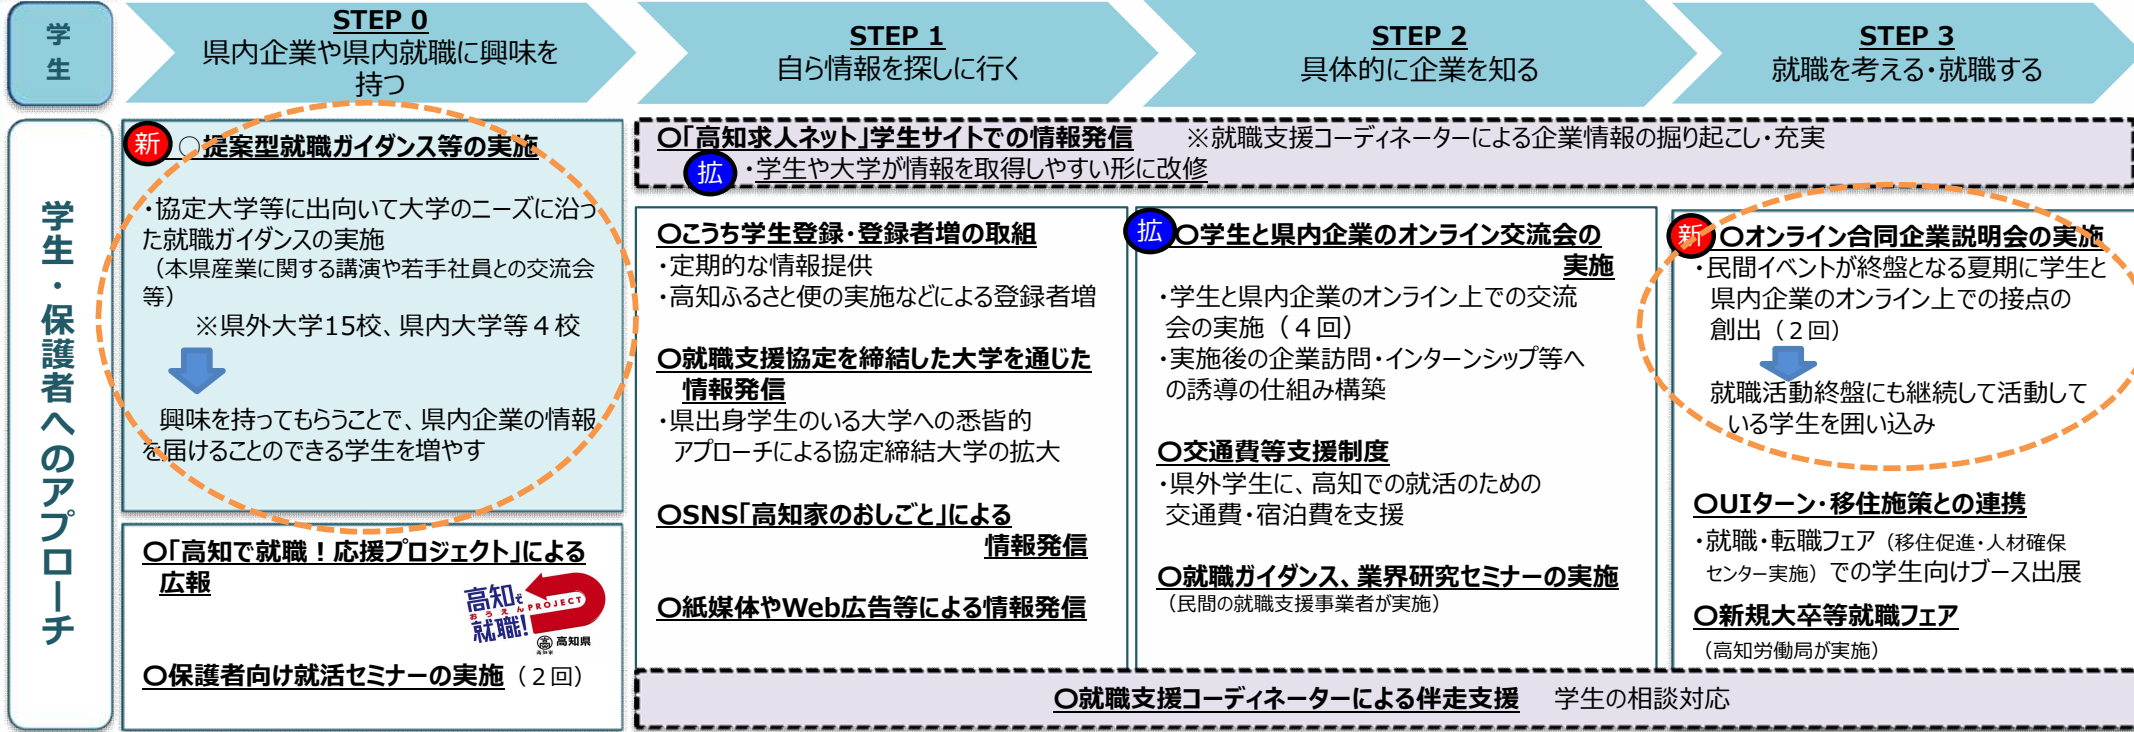 学
生
STEP 0
県内企業や県内就職に興味を
持つ
STEP 1
自ら情報を探しに行く
STEP 2
具体的に企業を知る
STEP 3
就職を考える・就職する
学生・保護者へのアプローチ
新 ○提案型就職ガイダンス等の実施
・協定大学等に出向いて大学のニーズに沿っ
た就職ガイダンスの実施
（本県産業に関する講演や若手社員との交流会
等）
※県外大学15校、県内大学等４校
興味を持ってもらうことで、県内企業の情報
を届けることのできる学生を増やす
○「高知で就職！応援プロジェクト」による
広報
高知で
おうえんPROJECT
就職!
高知県
○保護者向け就活セミナーの実施（２回）
○「高知求人ネット」学生サイトでの情報発信　※就職支援コーディネーターによる企業情報の掘り起こし・充実
拡 ・学生や大学が情報を取得しやすい形に改修
○こうち学生登録・登録者増の取組
・定期的な情報提供
・高知ふるさと便の実施などによる登録者増
○就職支援協定を締結した大学を通じた
情報発信
・県出身学生のいる大学への悉皆的
アプローチによる協定締結大学の拡大
○SNS「高知家のおしごと」による
情報発信
○紙媒体やWeb広告等による情報発信
拡 ○学生と県内企業のオンライン交流会の
実施
・学生と県内企業のオンライン上での交流
会の実施（４回）
・実施後の企業訪問・インターンシップ等へ
の誘導の仕組み構築
○交通費等支援制度
・県外学生に、高知での就活のための
交通費・宿泊費を支援
○就職ガイダンス、業界研究セミナーの実施
（民間の就職支援事業者が実施）
新 ○オンライン合同企業説明会の実施
・民間イベントが終盤となる夏期に学生と
県内企業のオンライン上での接点の
創出（２回）
就職活動終盤にも継続して活動して
いる学生を囲い込み
○UIターン・移住施策との連携
・就職・転職フェア（移住促進・人材確保
センター実施）での学生向けブース出展
○新規大卒等就職フェア
（高知労働局が実施）
○就職支援コーディネーターによる伴走支援　学生の相談対応